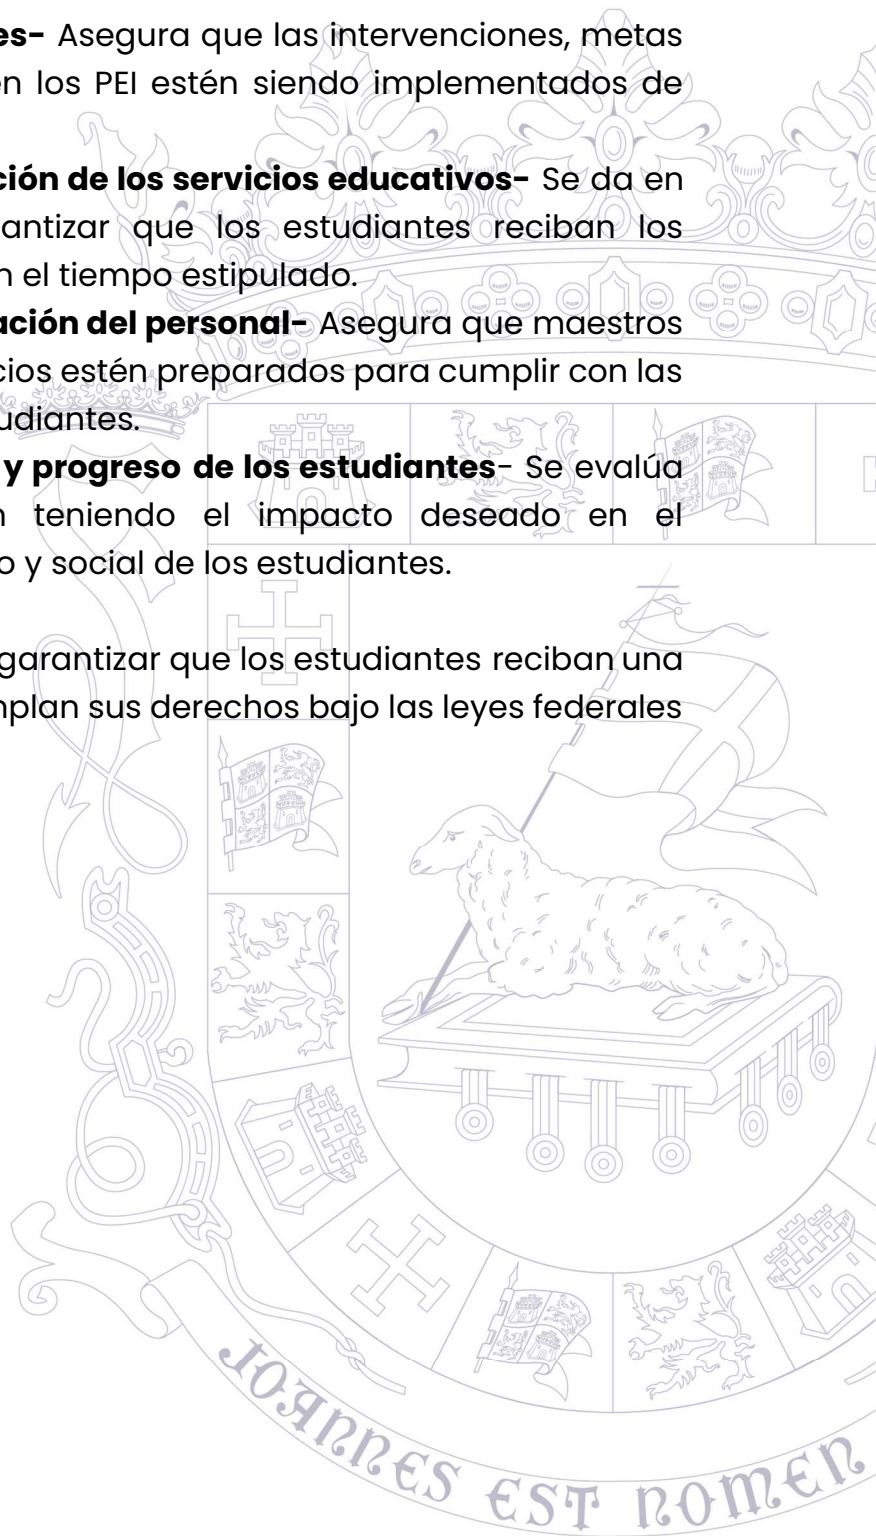 es- Asegura que las intervenciones, metas
en los PEI estén siendo implementados de
ción de los servicios educativos- Se da en
antizar que los estudiantes reciban los
n el tiempo estipulado.
ación del personal- Asegura que maestros
cios estén preparados para cumplir con las
udiantes.
y progreso de los estudiantes- Se evalúa
n teniendo el impacto deseado en el
o y social de los estudiantes.
garantizar que los estudiantes reciban una
mplan sus derechos bajo las leyes federales
JOANNES EST NOMEN